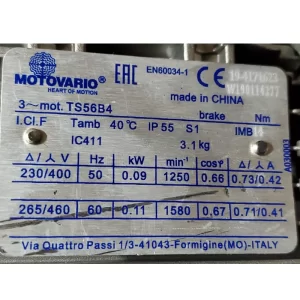 MOTOVARIO®
HEART OF MOTION
EAC EN60034-1
made in CHINA
3~mot. TS56B4 brake Nm
I.Cl.F Tamb 40°C IP 55 S1 IMB
IC411 3.1 kg
Δ / Y V Hz kW min-1 cosφ Δ / Y A
230/400 50 0.09 1250 0.66 0.73/0.42
265/460 60 0.11 1580 0,67 0.71/0.41
A030003
Via Quattro Passi 1/3-41043-Formigine(MO)-ITALY